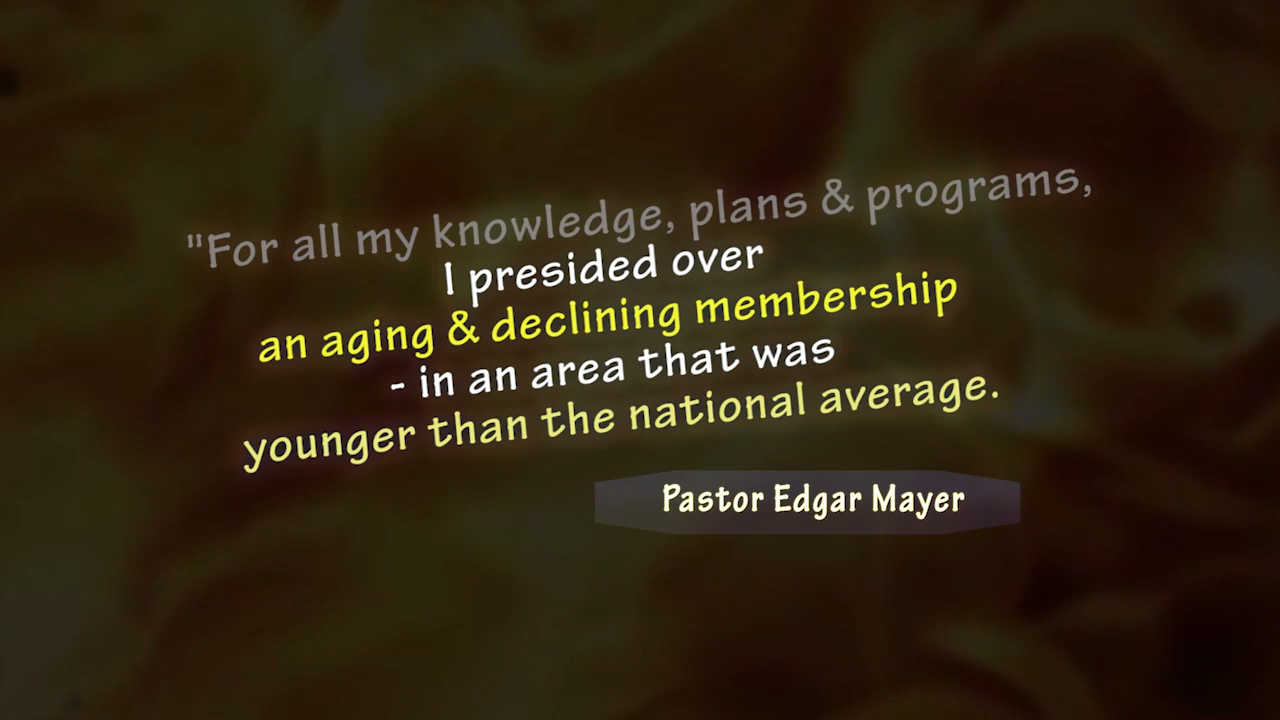 "For all my knowledge, plans & programs,
I presided over
an aging & declining membership
- in an area that was
younger than the national average.
Pastor Edgar Mayer